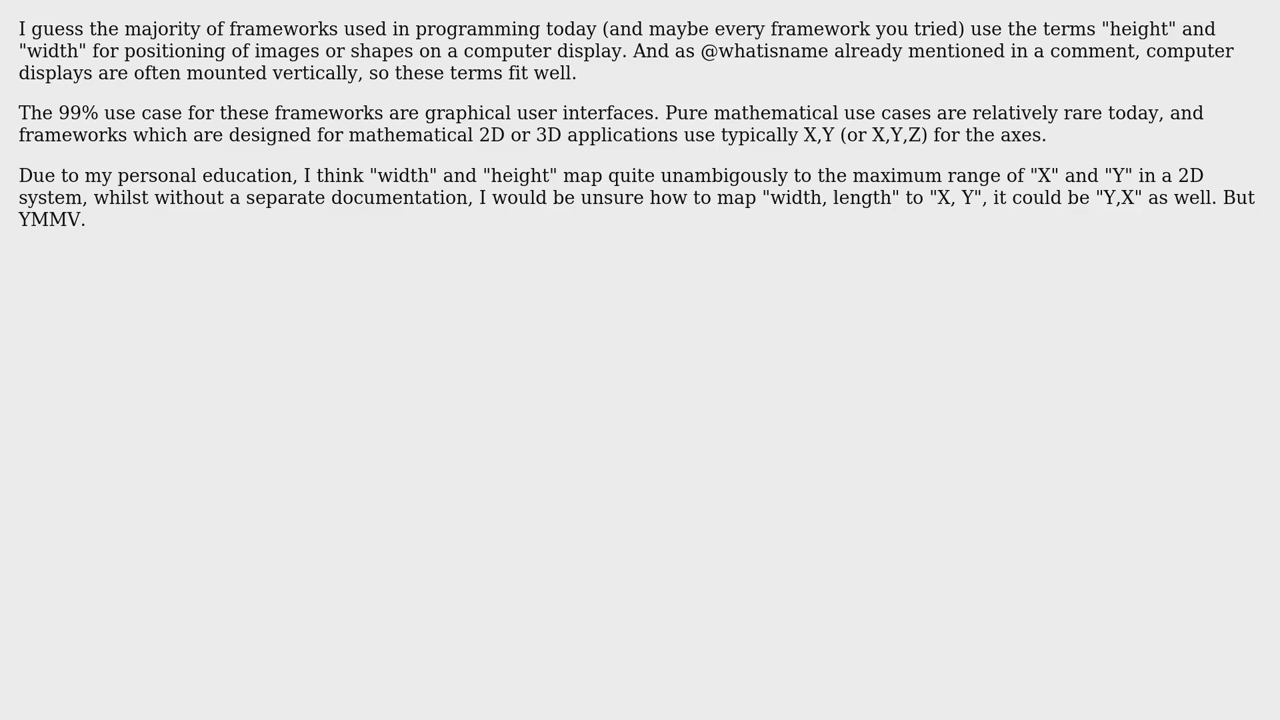 I guess the majority of frameworks used in programming today (and maybe every framework you tried) use the terms "height" and
"width" for positioning of images or shapes on a computer display. And as @whatisname already mentioned in a comment, computer
displays are often mounted vertically, so these terms fit well.
The 99% use case for these frameworks are graphical user interfaces. Pure mathematical use cases are relatively rare today, and
frameworks which are designed for mathematical 2D or 3D applications use typically X,Y (or X,Y,Z) for the axes.
Due to my personal education, I think "width" and "height" map quite unambigously to the maximum range of "X" and "Y" in a 2D
system, whilst without a separate documentation, I would be unsure how to map "width, length" to "X, Y", it could be "Y,X" as well. But
YMMV.